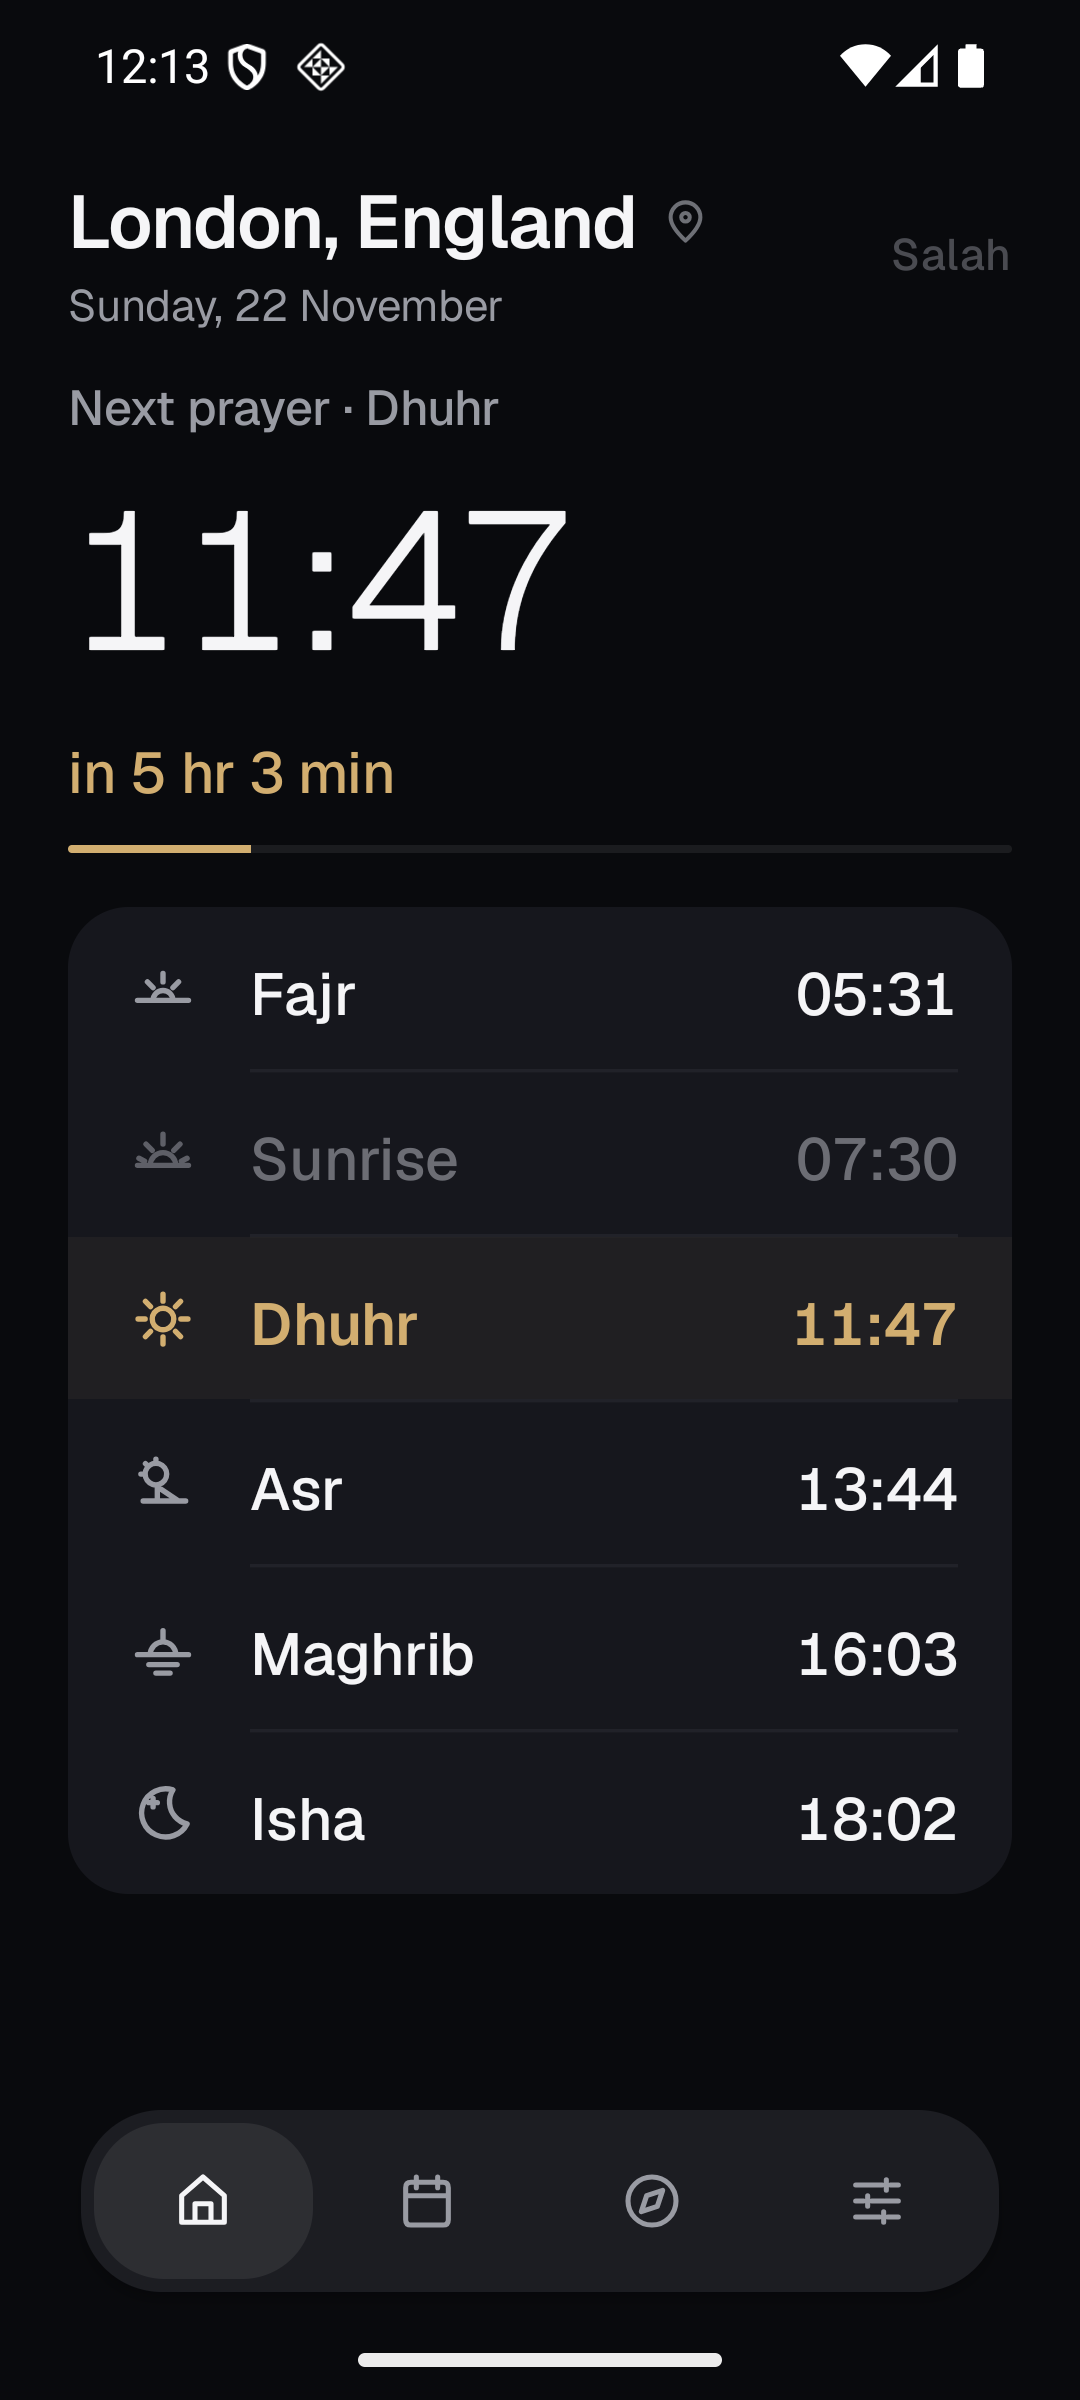 12:13
London, England
Salah
Sunday, 22 November
Next prayer · Dhuhr
11:47
in 5 hr 3 min
Fajr 05:31
Sunrise 07:30
Dhuhr 11:47
Asr 13:44
Maghrib 16:03
Isha 18:02